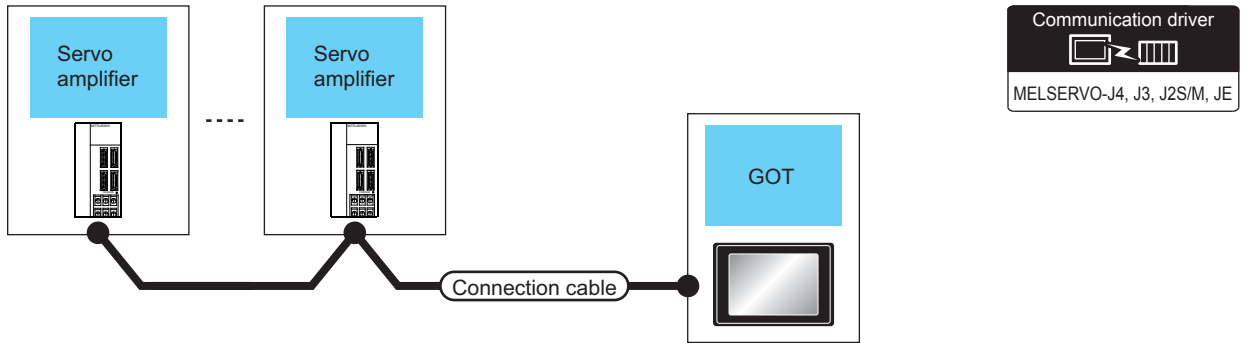 Servo
amplifier
Servo
amplifier
GOT
Connection cable
Communication driver
MELSERVO-J4, J3, J2S/M, JE